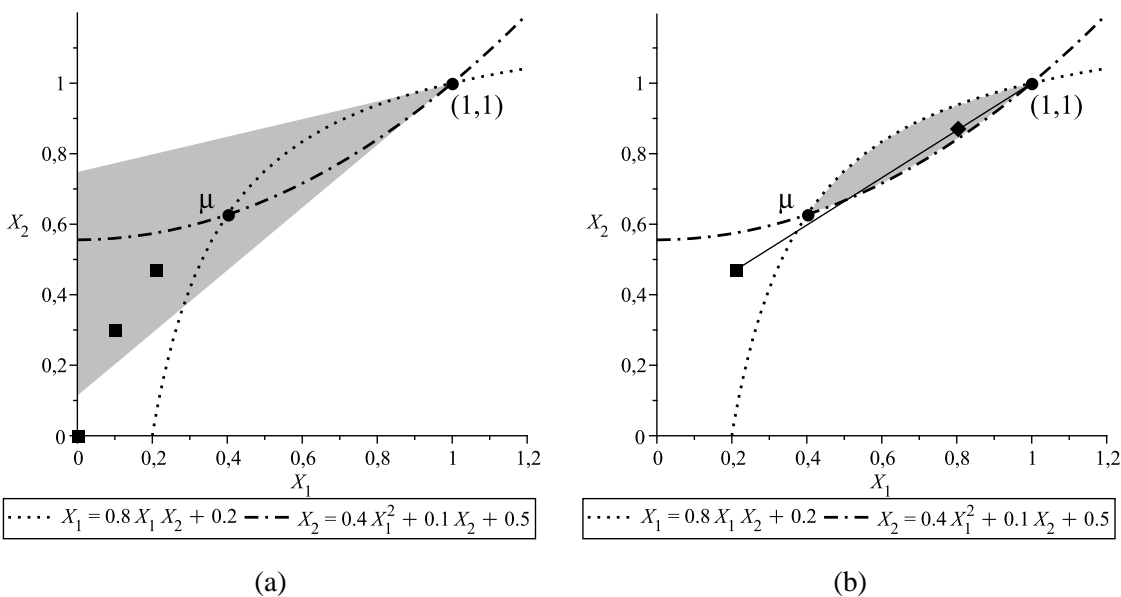 1
0,8
0,6
0,4
0,2
0
X2
μ
(1,1)
0 0,2 0,4 0,6 0,8 1 1,2
X1
X1 = 0.8 X1 X2 + 0.2 X2 = 0.4 X1^2 + 0.1 X2 + 0.5
(a)
1
0,8
0,6
0,4
0,2
0
X2
μ
(1,1)
0 0,2 0,4 0,6 0,8 1 1,2
X1
X1 = 0.8 X1 X2 + 0.2 X2 = 0.4 X1^2 + 0.1 X2 + 0.5
(b)